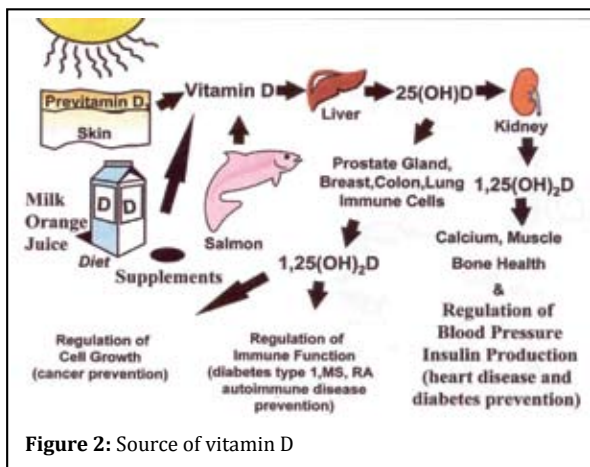 Previtamin D3
Skin
Vitamin D
Liver
25(OH)D
Kidney
Milk
Orange
Juice
D D
Diet
Supplements
Salmon
Prostate Gland,
Breast,Colon,Lung
Immune Cells
1,25(OH)2D
1,25(OH)2D
Calcium, Muscle
Bone Health
&
Regulation of
Blood Pressure
Insulin Production
(heart disease and
diabetes prevention)
Regulation of
Cell Growth
(cancer prevention)
Regulation of
Immune Function
(diabetes type 1,MS, RA
autoimmune disease
prevention)
Figure 2: Source of vitamin D